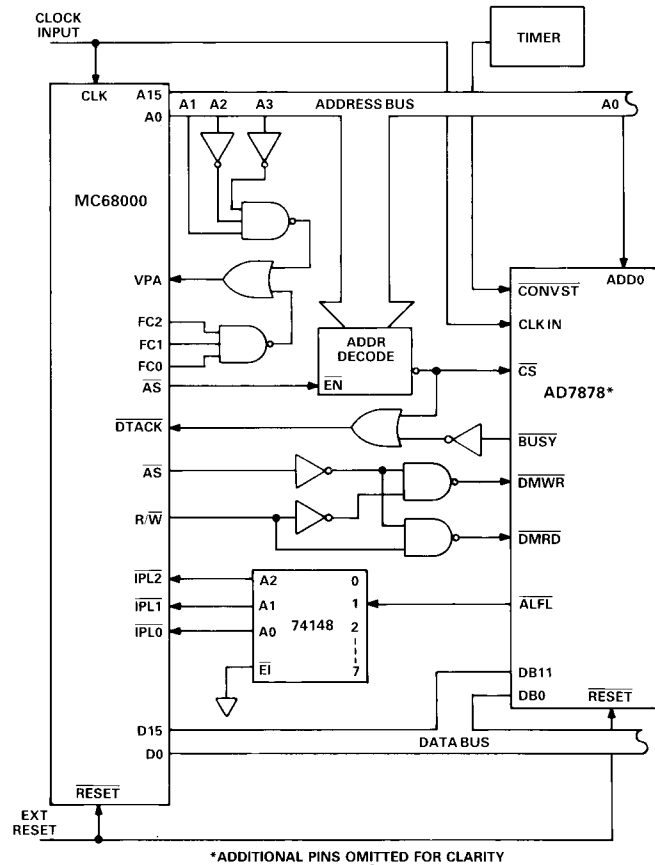 CLOCK
INPUT
TIMER
CLK
A15
A0
A1
A2
A3
ADDRESS BUS
A0
MC68000
VPA
FC2
FC1
FC0
AS
DTACK
AS
R/W
IPL2
IPL1
IPL0
D15
D0
RESET
ADDR
DECODE
EN
ADD0
CONVST
CLK IN
CS
AD7878*
BUSY
DMWR
DMRD
ALFL
DB11
DB0
RESET
A2
A1
A0
EI
74148
0
1
2
7
DATA BUS
EXT
RESET
*ADDITIONAL PINS OMITTED FOR CLARITY